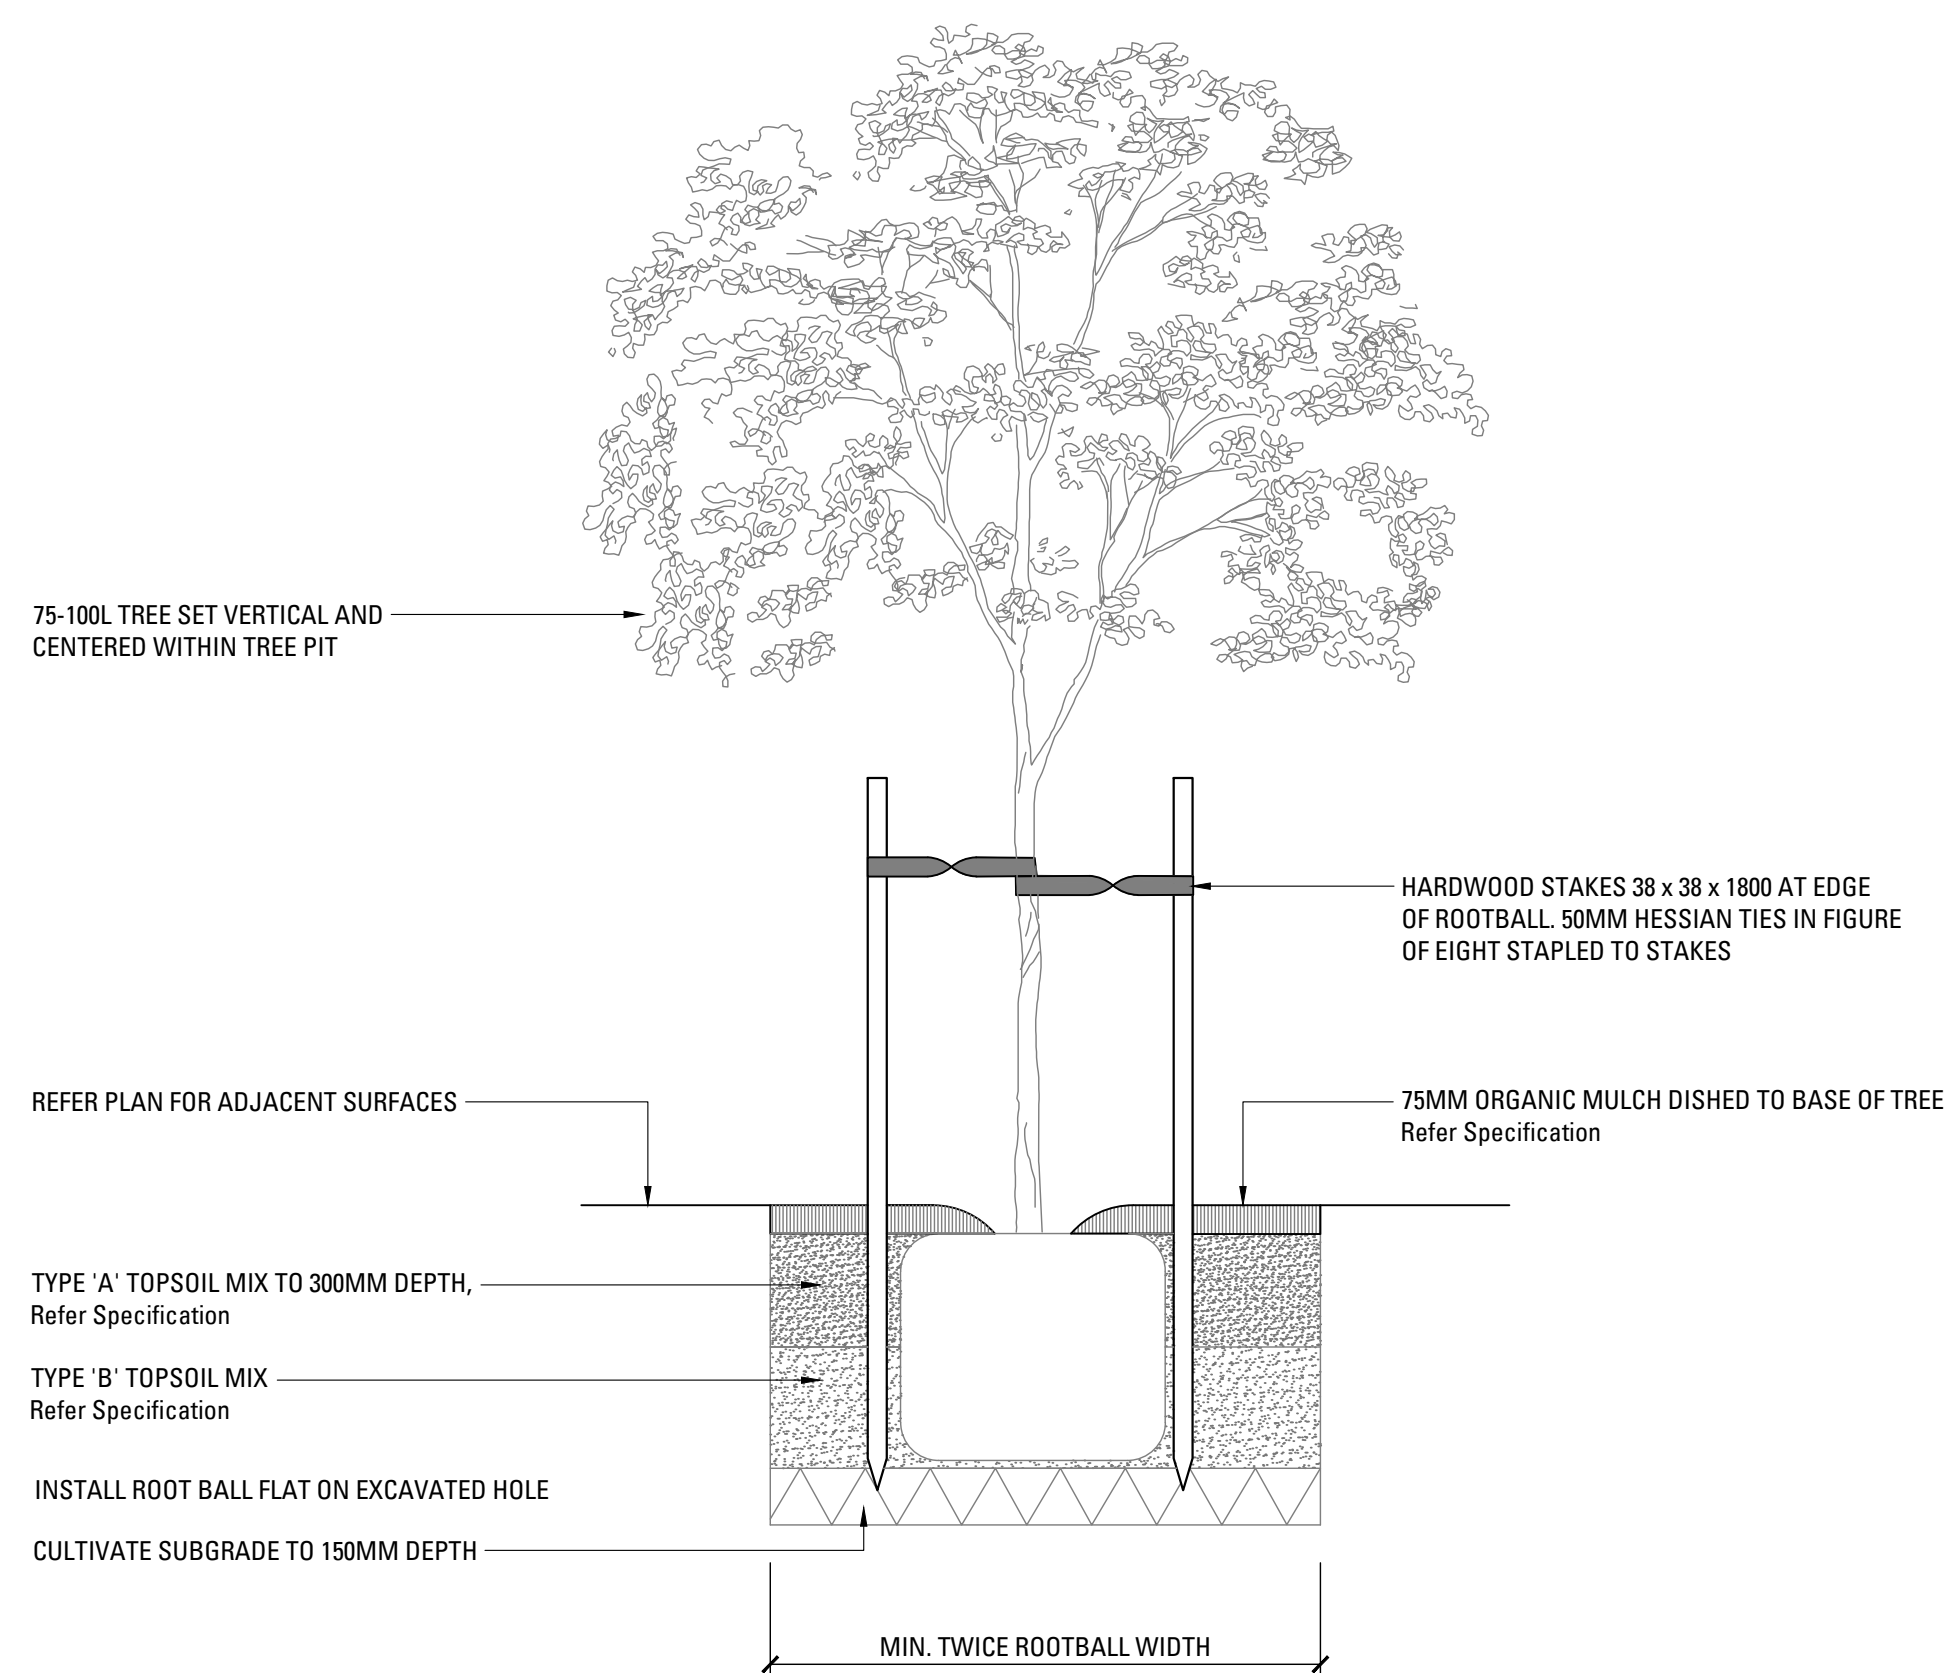 75-100L TREE SET VERTICAL AND
CENTERED WITHIN TREE PIT
HARDWOOD STAKES 38 x 38 x 1800 AT EDGE
OF ROOTBALL. 50MM HESSIAN TIES IN FIGURE
OF EIGHT STAPLED TO STAKES
REFER PLAN FOR ADJACENT SURFACES
75MM ORGANIC MULCH DISHED TO BASE OF TREE
Refer Specification
TYPE 'A' TOPSOIL MIX TO 300MM DEPTH,
Refer Specification
TYPE 'B' TOPSOIL MIX
Refer Specification
INSTALL ROOT BALL FLAT ON EXCAVATED HOLE
CULTIVATE SUBGRADE TO 150MM DEPTH
MIN. TWICE ROOTBALL WIDTH